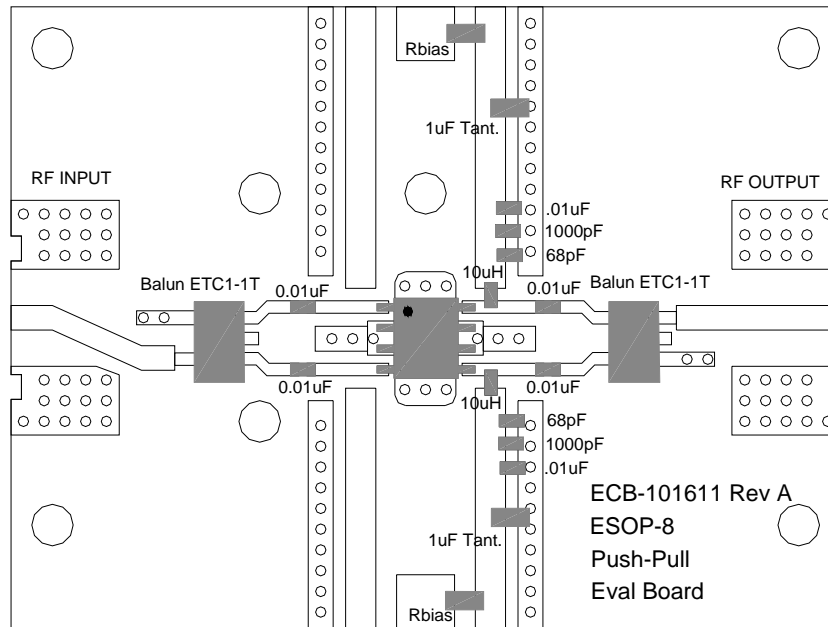 Rbias
1uF Tant.
RF INPUT
RF OUTPUT
.01uF
1000pF
68pF
10uH
Balun ETC1-1T
Balun ETC1-1T
0.01uF
0.01uF
0.01uF
0.01uF
10uH
68pF
1000pF
.01uF
ECB-101611 Rev A
ESOP-8
1uF Tant.
Push-Pull
Eval Board
Rbias